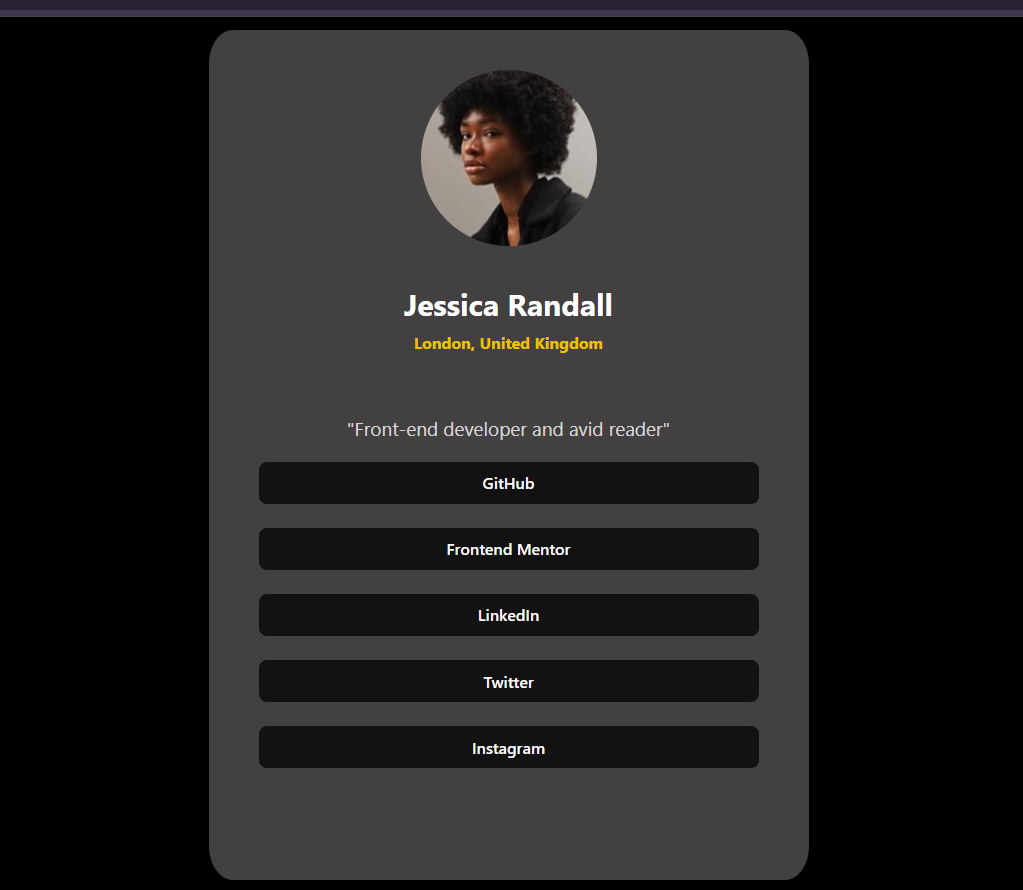 Jessica Randall
London, United Kingdom
"Front-end developer and avid reader"
GitHub
Frontend Mentor
LinkedIn
Twitter
Instagram